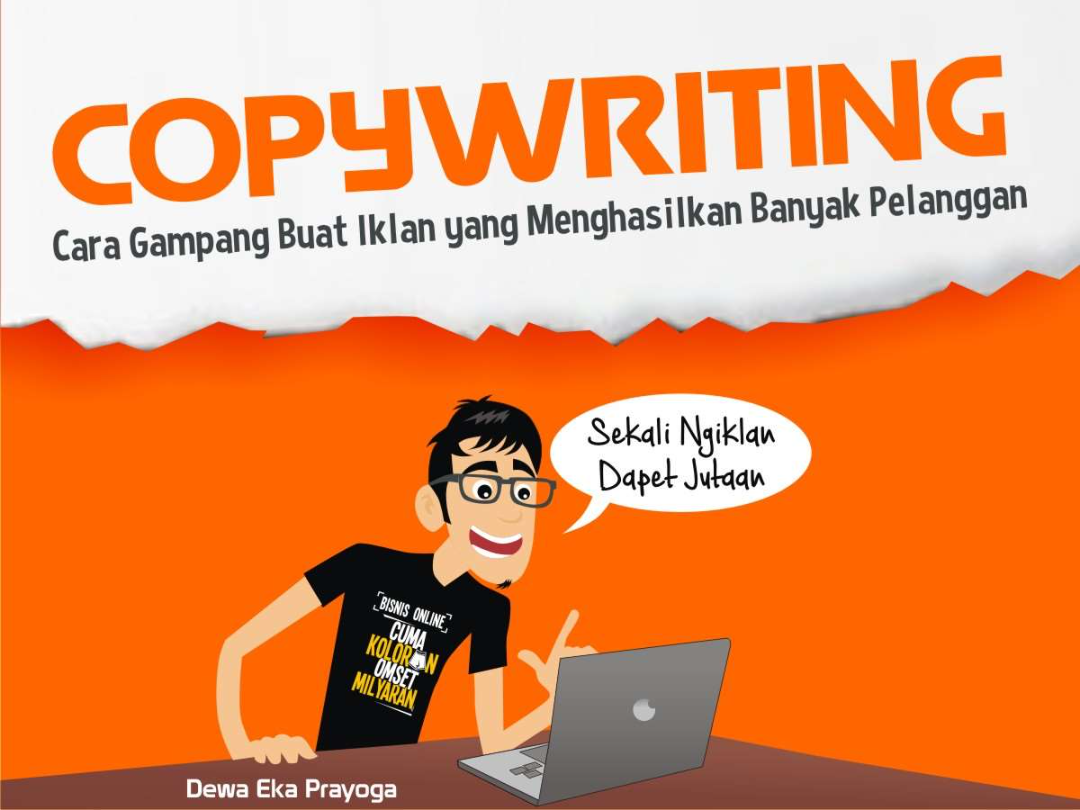 COPYWRITING
Cara Gampang Buat Iklan yang Menghasilkan Banyak Pelanggan
Sekali Ngiklan
Dapet Jutaan
BISNIS ONLINE
CUMA
KOLORAN
OMSET
MILYARAN
Dewa Eka Prayoga